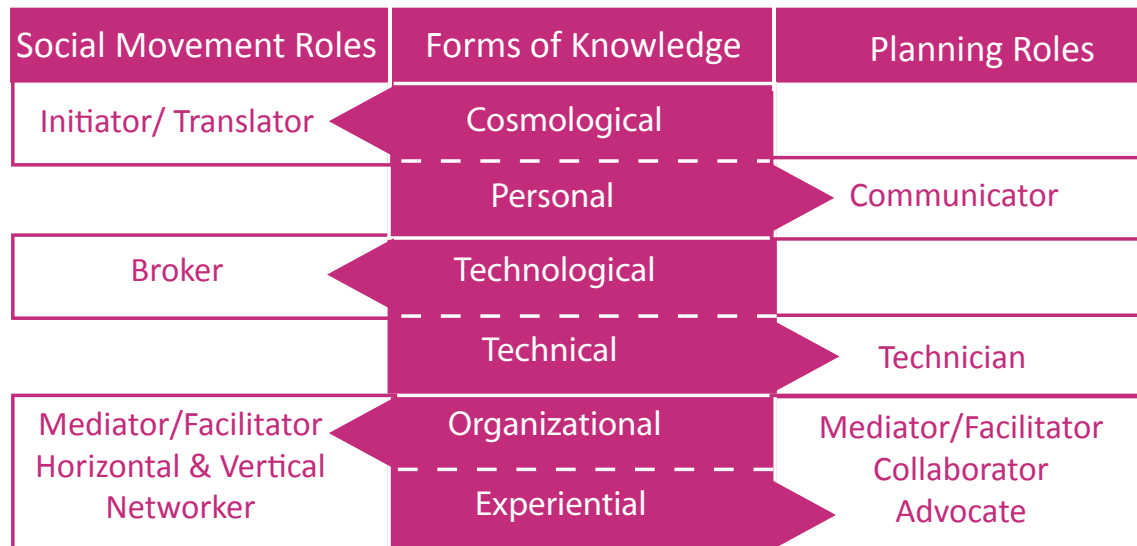 Social Movement Roles
Forms of Knowledge
Planning Roles
Initiator/ Translator
Cosmological
Personal
Communicator
Broker
Technological
Technical
Technician
Mediator/Facilitator
Horizontal & Vertical
Networker
Organizational
Experiential
Mediator/Facilitator
Collaborator
Advocate